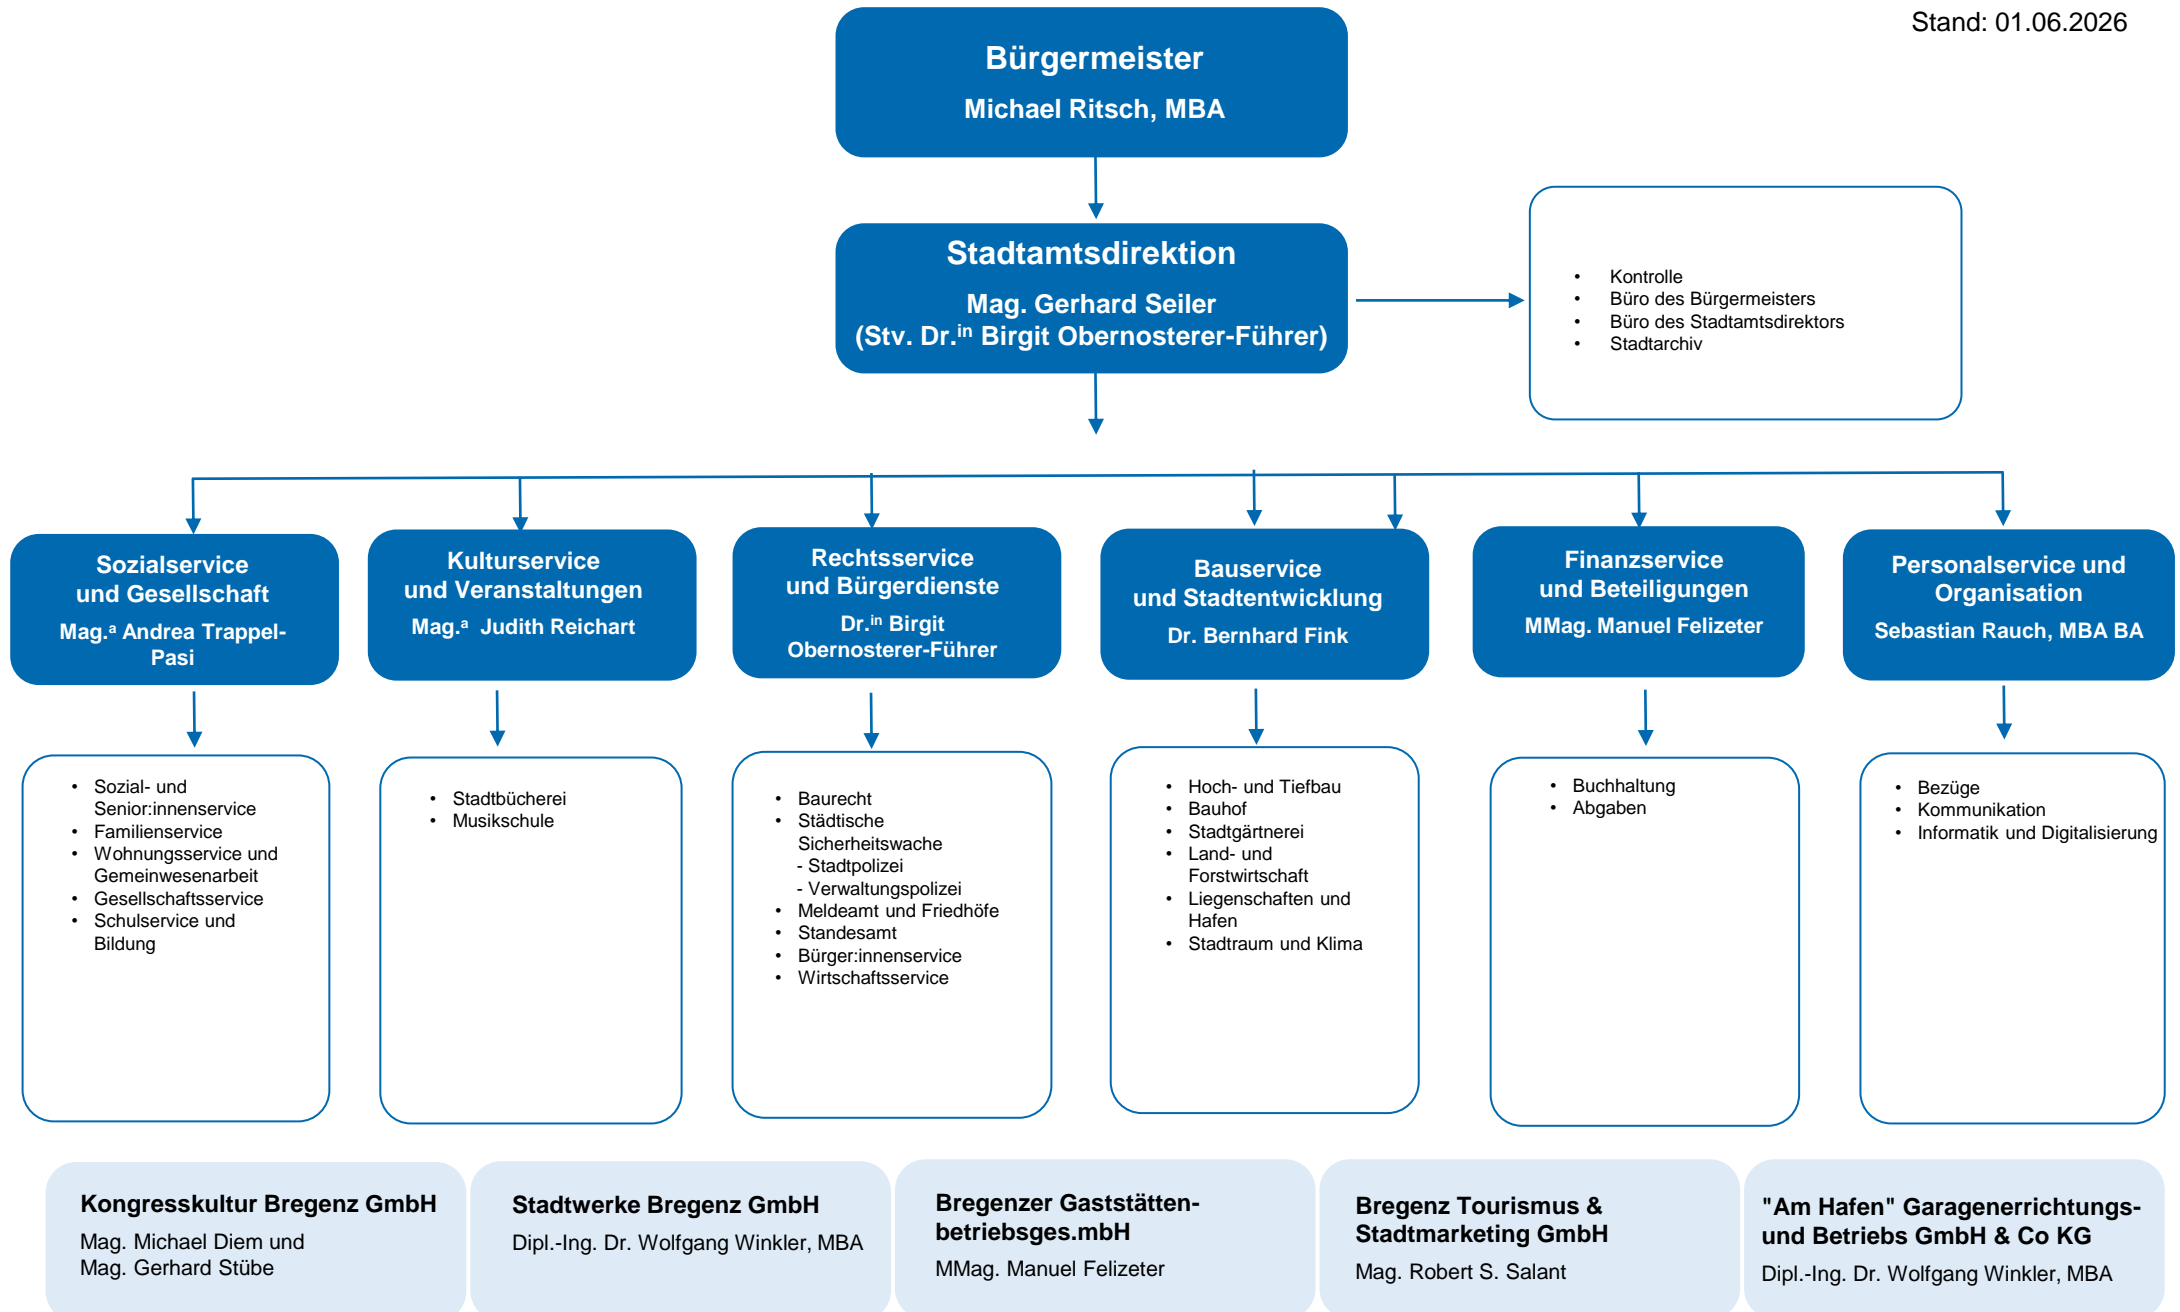 Stand: 01.06.2026
Bürgermeister
Michael Ritsch, MBA
Stadtamtsdirektion
Mag. Gerhard Seiler
(Stv. Dr.in Birgit Obernosterer-Führer)
• Kontrolle
• Büro des Bürgermeisters
• Büro des Stadtamtsdirektors
• Stadtarchiv
Sozialservice
und Gesellschaft
Mag.a Andrea Trappel-
Pasi
Kulturservice
und Veranstaltungen
Mag.a Judith Reichart
Rechtsservice
und Bürgerdienste
Dr.in Birgit
Obernosterer-Führer
Bauservice
und Stadtentwicklung
Dr. Bernhard Fink
Finanzservice
und Beteiligungen
MMag. Manuel Felizeter
Personalservice und
Organisation
Sebastian Rauch, MBA BA
• Sozial- und
Senior:innenservice
• Familienservice
• Wohnungsservice und
Gemeinwesenarbeit
• Gesellschaftsservice
• Schulservice und
Bildung
• Stadtbücherei
• Musikschule
• Baurecht
• Städtische
Sicherheitswache
- Stadtpolizei
- Verwaltungspolizei
• Meldeamt und Friedhöfe
• Standesamt
• Bürger:innenservice
• Wirtschaftsservice
• Hoch- und Tiefbau
• Bauhof
• Stadtgärtnerei
• Land- und
Forstwirtschaft
• Liegenschaften und
Hafen
• Stadtraum und Klima
• Buchhaltung
• Abgaben
• Bezüge
• Kommunikation
• Informatik und Digitalisierung
Kongresskultur Bregenz GmbH
Mag. Michael Diem und
Mag. Gerhard Stübe
Stadtwerke Bregenz GmbH
Dipl.-Ing. Dr. Wolfgang Winkler, MBA
Bregenzer Gaststätten-
betriebsges.mbH
MMag. Manuel Felizeter
Bregenz Tourismus &
Stadtmarketing GmbH
Mag. Robert S. Salant
"Am Hafen" Garagenerrichtungs-
und Betriebs GmbH & Co KG
Dipl.-Ing. Dr. Wolfgang Winkler, MBA